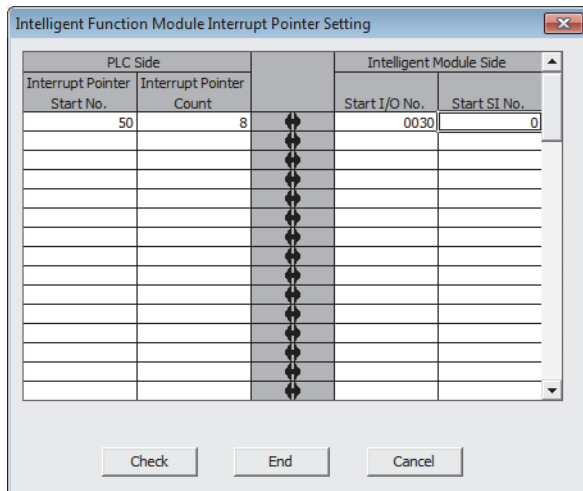 Intelligent Function Module Interrupt Pointer Setting
PLC Side Intelligent Module Side
Interrupt Pointer Interrupt Pointer
Start No. Count Start I/O No. Start SI No.
50 8 0030 0
Check End Cancel